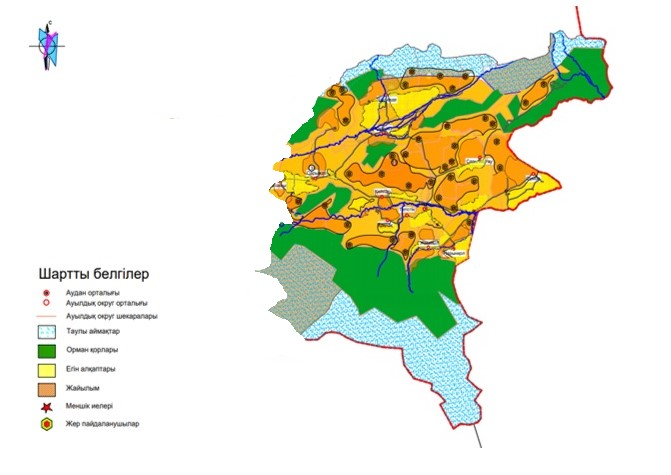 с
Шартты белгілер
Аудан орталығы
Ауылдық округ орталығы
Ауылдық округ шекаралары
Таулы аймақтар
Орман қорлары
Егін алқаптары
Жайылым
Меншік иелері
Жер пайдаланушылар